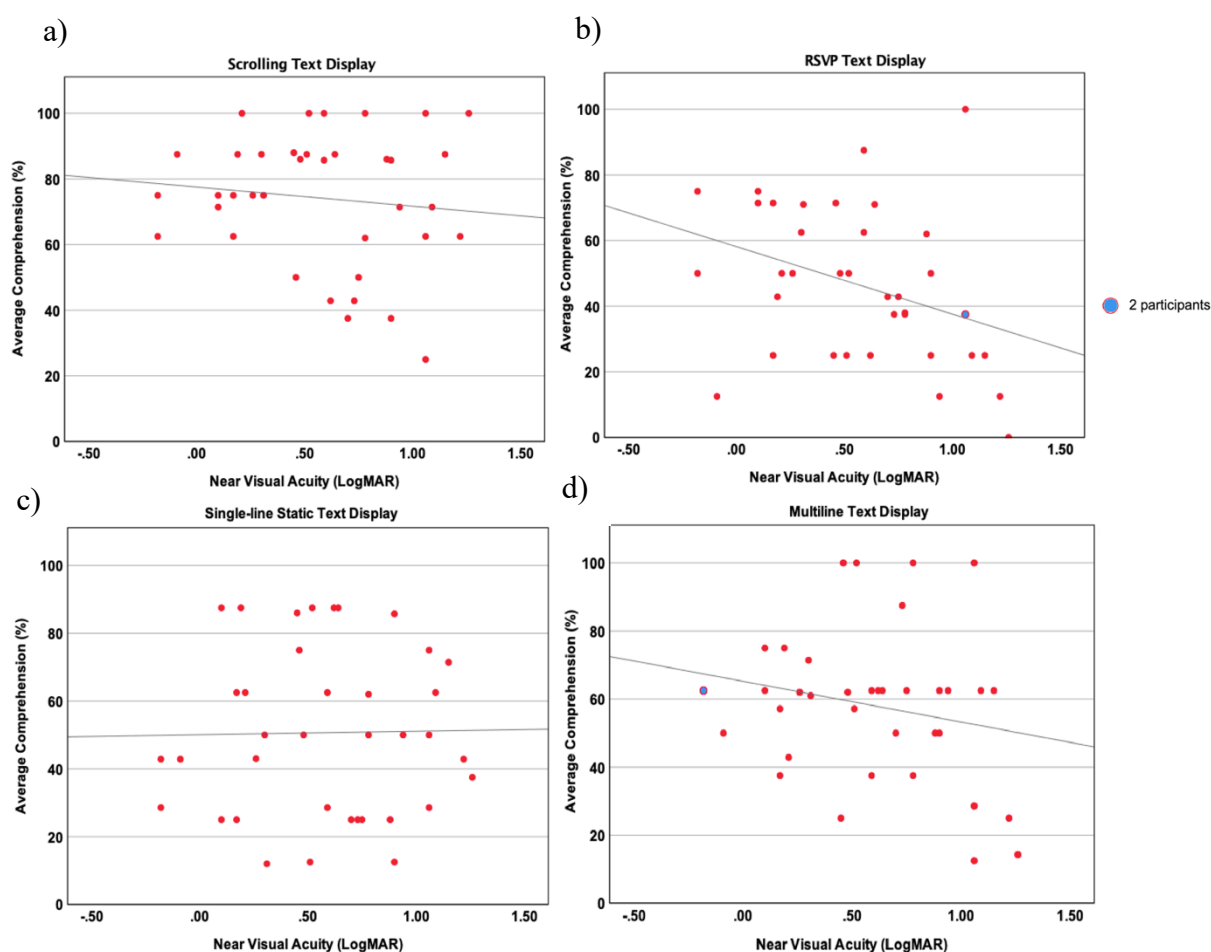 a)
Scrolling Text Display
Average Comprehension (%)
100
80
60
40
20
0
-.50 .00 .50 1.00 1.50
Near Visual Acuity (LogMAR)
b)
RSVP Text Display
Average Comprehension (%)
100
80
60
40
20
0
-.50 .00 .50 1.00 1.50
Near Visual Acuity (LogMAR)
2 participants
c)
Single-line Static Text Display
Average Comprehension (%)
100
80
60
40
20
0
-.50 .00 .50 1.00 1.50
Near Visual Acuity (LogMAR)
d)
Multiline Text Display
Average Comprehension (%)
100
80
60
40
20
0
-.50 .00 .50 1.00 1.50
Near Visual Acuity (LogMAR)